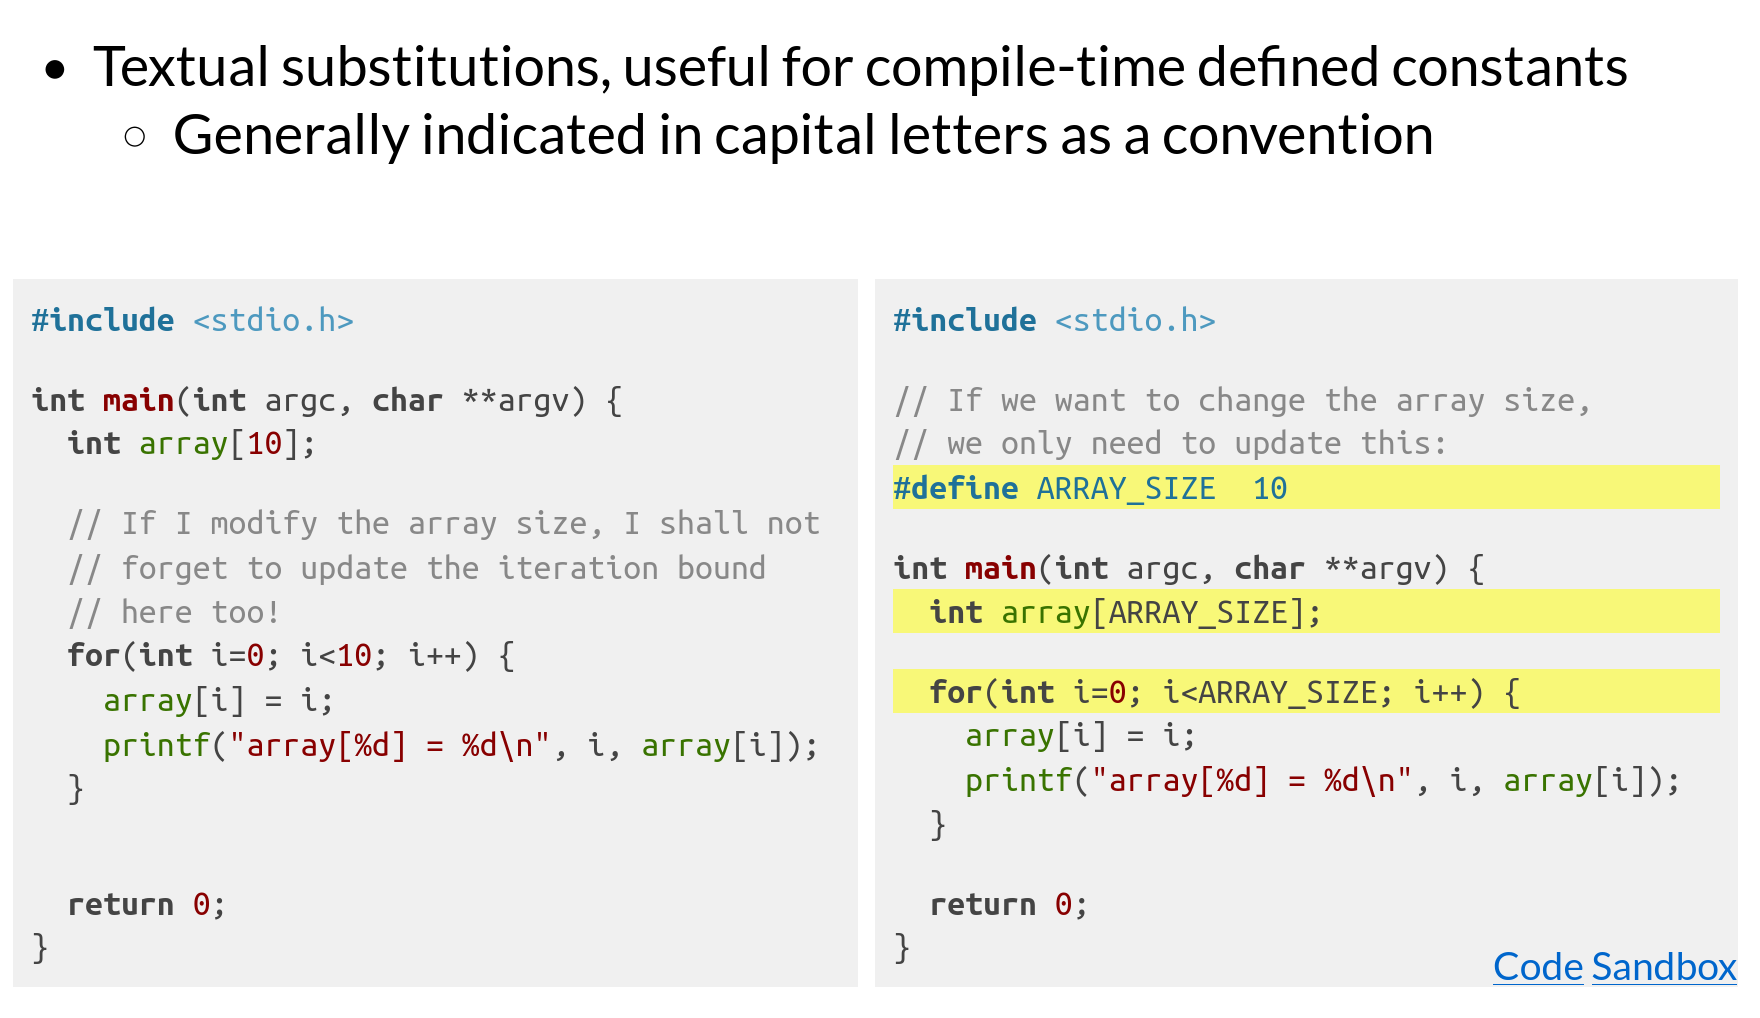 • Textual substitutions, useful for compile-time defined constants
○ Generally indicated in capital letters as a convention
#include <stdio.h>

int main(int argc, char **argv) {
  int array[10];

  // If I modify the array size, I shall not
  // forget to update the iteration bound
  // here too!
  for(int i=0; i<10; i++) {
    array[i] = i;
    printf("array[%d] = %d\n", i, array[i]);
  }

  return 0;
}
#include <stdio.h>

// If we want to change the array size,
// we only need to update this:
#define ARRAY_SIZE  10

int main(int argc, char **argv) {
  int array[ARRAY_SIZE];

  for(int i=0; i<ARRAY_SIZE; i++) {
    array[i] = i;
    printf("array[%d] = %d\n", i, array[i]);
  }

  return 0;
}
Code Sandbox